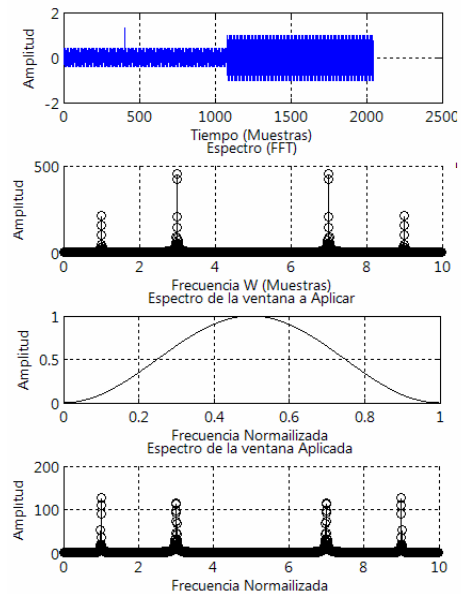 2
0
-2
Amplitud
0 500 1000 1500 2000 2500
Tiempo (Muestras)
Espectro (FFT)
500
0
Amplitud
0 2 4 6 8 10
Frecuencia W (Muestras)
Espectro de la ventana a Aplicar
1
0.5
0
Amplitud
0 0.2 0.4 0.6 0.8 1
Frecuencia Normailizada
Espectro de la ventana Aplicada
200
100
0
Amplitud
0 2 4 6 8 10
Frecuencia Normailizada